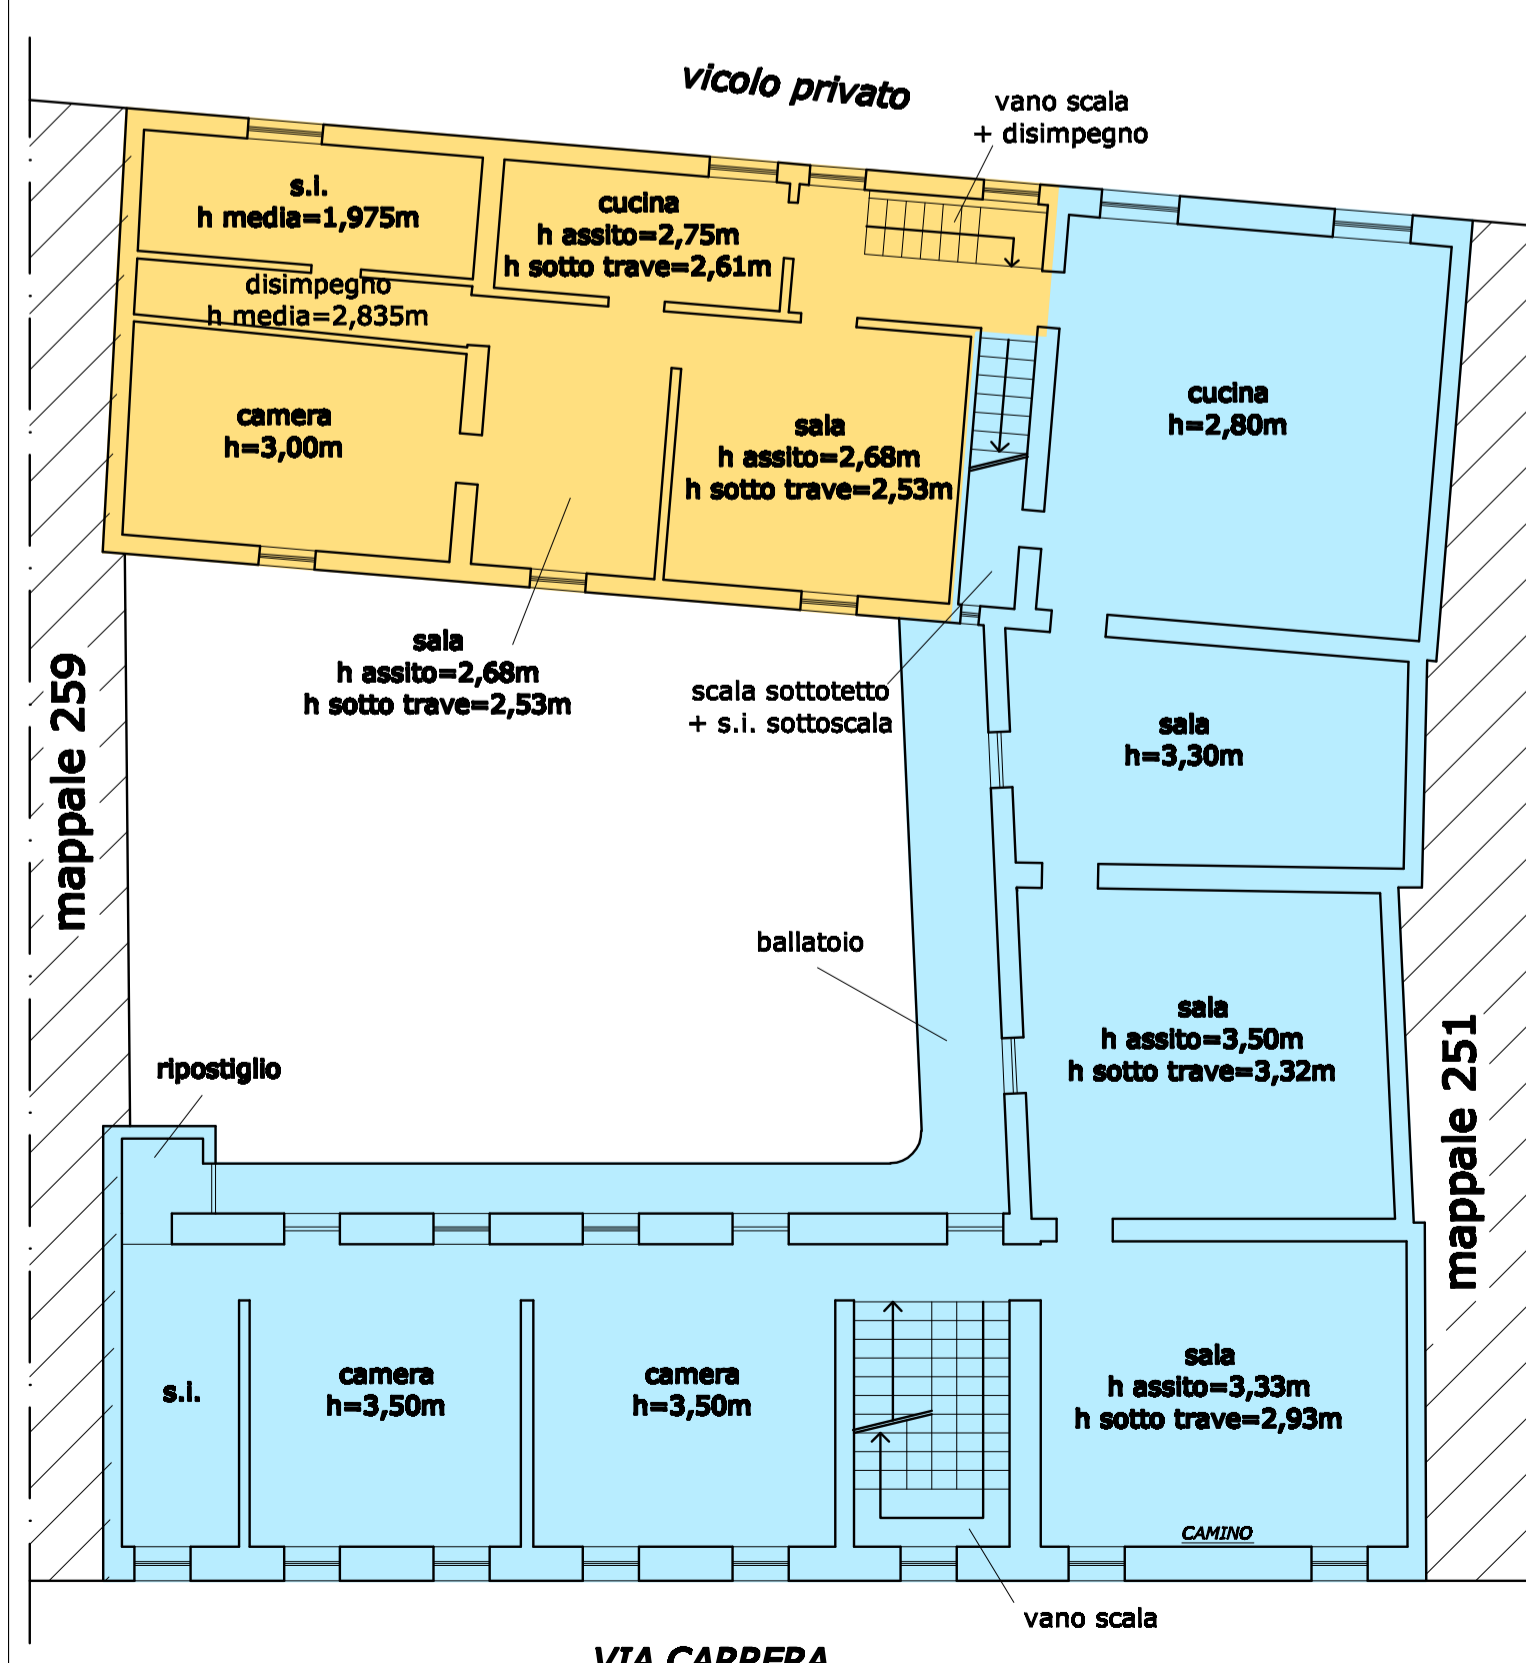 vicolo privato
vano scala
+ disimpegno
s.i.
h media=1,975m
cucina
h assito=2,75m
h sotto trave=2,61m
disimpegno
h media=2,835m
camera
h=3,00m
sala
h assito=2,68m
h sotto trave=2,53m
cucina
h=2,80m
sala
h assito=2,68m
h sotto trave=2,53m
scala sottotetto
+ s.i. sottoscala
sala
h=3,30m
mappale 259
ballatoio
sala
h assito=3,50m
h sotto trave=3,32m
ripostiglio
mappale 251
s.i.
camera
h=3,50m
camera
h=3,50m
sala
h assito=3,33m
h sotto trave=2,93m
CAMINO
vano scala
VIA CARRERA